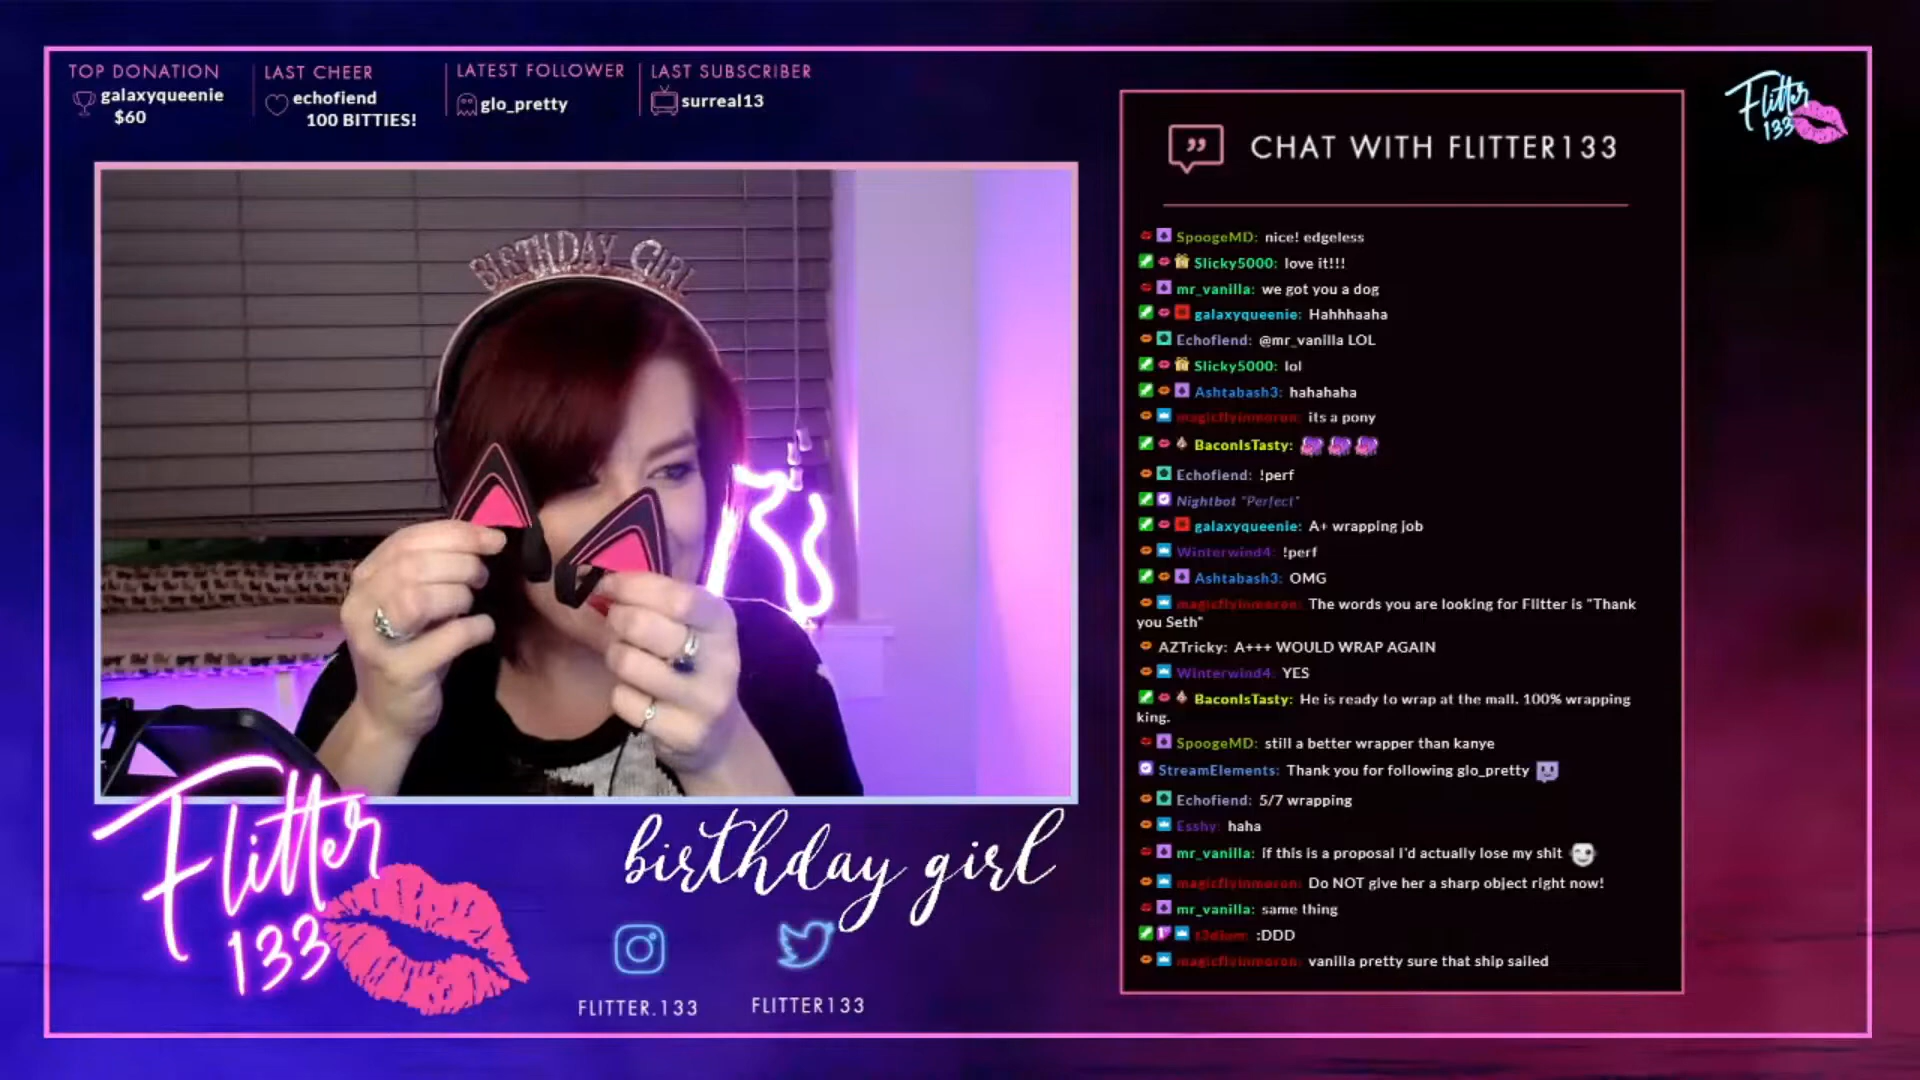 TOP DONATION
galaxyqueenie
$60
LAST CHEER
echofiend
100 BITTIES!
LATEST FOLLOWER
glo_pretty
LAST SUBSCRIBER
surreal13
BIRTHDAY GIRL
Flitter
133
birthday girl
FLITTER.133
FLITTER133
CHAT WITH FLITTER133
SpoogeMD: nice! edgeless
Slicky5000: love it!!!
mr_vanilla: we got you a dog
galaxyqueenie: Hahhhaaha
Echofiend: @mr_vanilla LOL
Slicky5000: lol
Ashtabash3: hahahaha
magicflyinmoron: its a pony
BaconIsTasty:
Echofiend: !perf
Nightbot "Perfect"
galaxyqueenie: A+ wrapping job
Winterwind4: !perf
Ashtabash3: OMG
magicflyinmoron: The words you are looking for Flitter is "Thank
you Seth"
AZTricky: A+++ WOULD WRAP AGAIN
Winterwind4: YES
BaconIsTasty: He is ready to wrap at the mall. 100% wrapping
king.
SpoogeMD: still a better wrapper than kanye
StreamElements: Thank you for following glo_pretty
Echofiend: 5/7 wrapping
Esshy: haha
mr_vanilla: If this is a proposal I'd actually lose my shit
magicflyinmoron: Do NOT give her a sharp object right now!
mr_vanilla: same thing
t3dium: :DDD
magicflyinmoron: vanilla pretty sure that ship sailed
Flitter
133